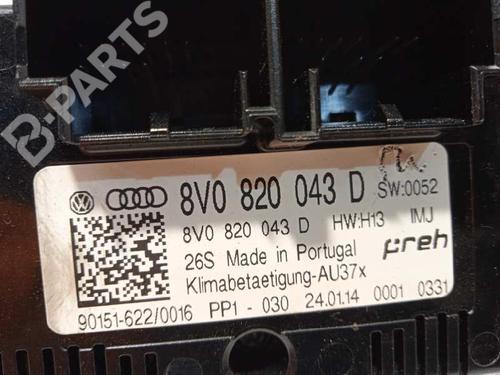 B-PARTS
8V0 820 043 D SW:0052
8V0 820 043 D HW:H13 IMJ
26S Made in Portugal preh
Klimabetaetigung-AU37x
90151-622/0016 PP1 - 030 24.01.14 0001 0331